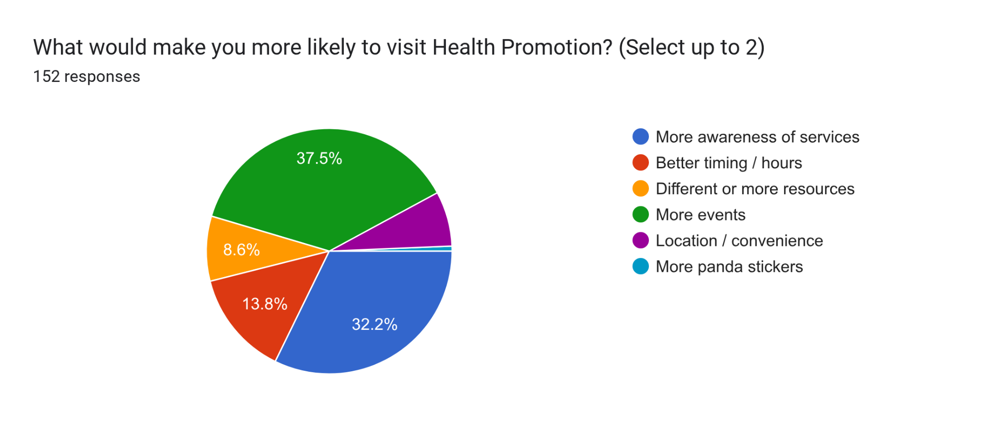 What would make you more likely to visit Health Promotion? (Select up to 2)
152 responses
37.5%
8.6%
13.8%
32.2%
More awareness of services
Better timing / hours
Different or more resources
More events
Location / convenience
More panda stickers